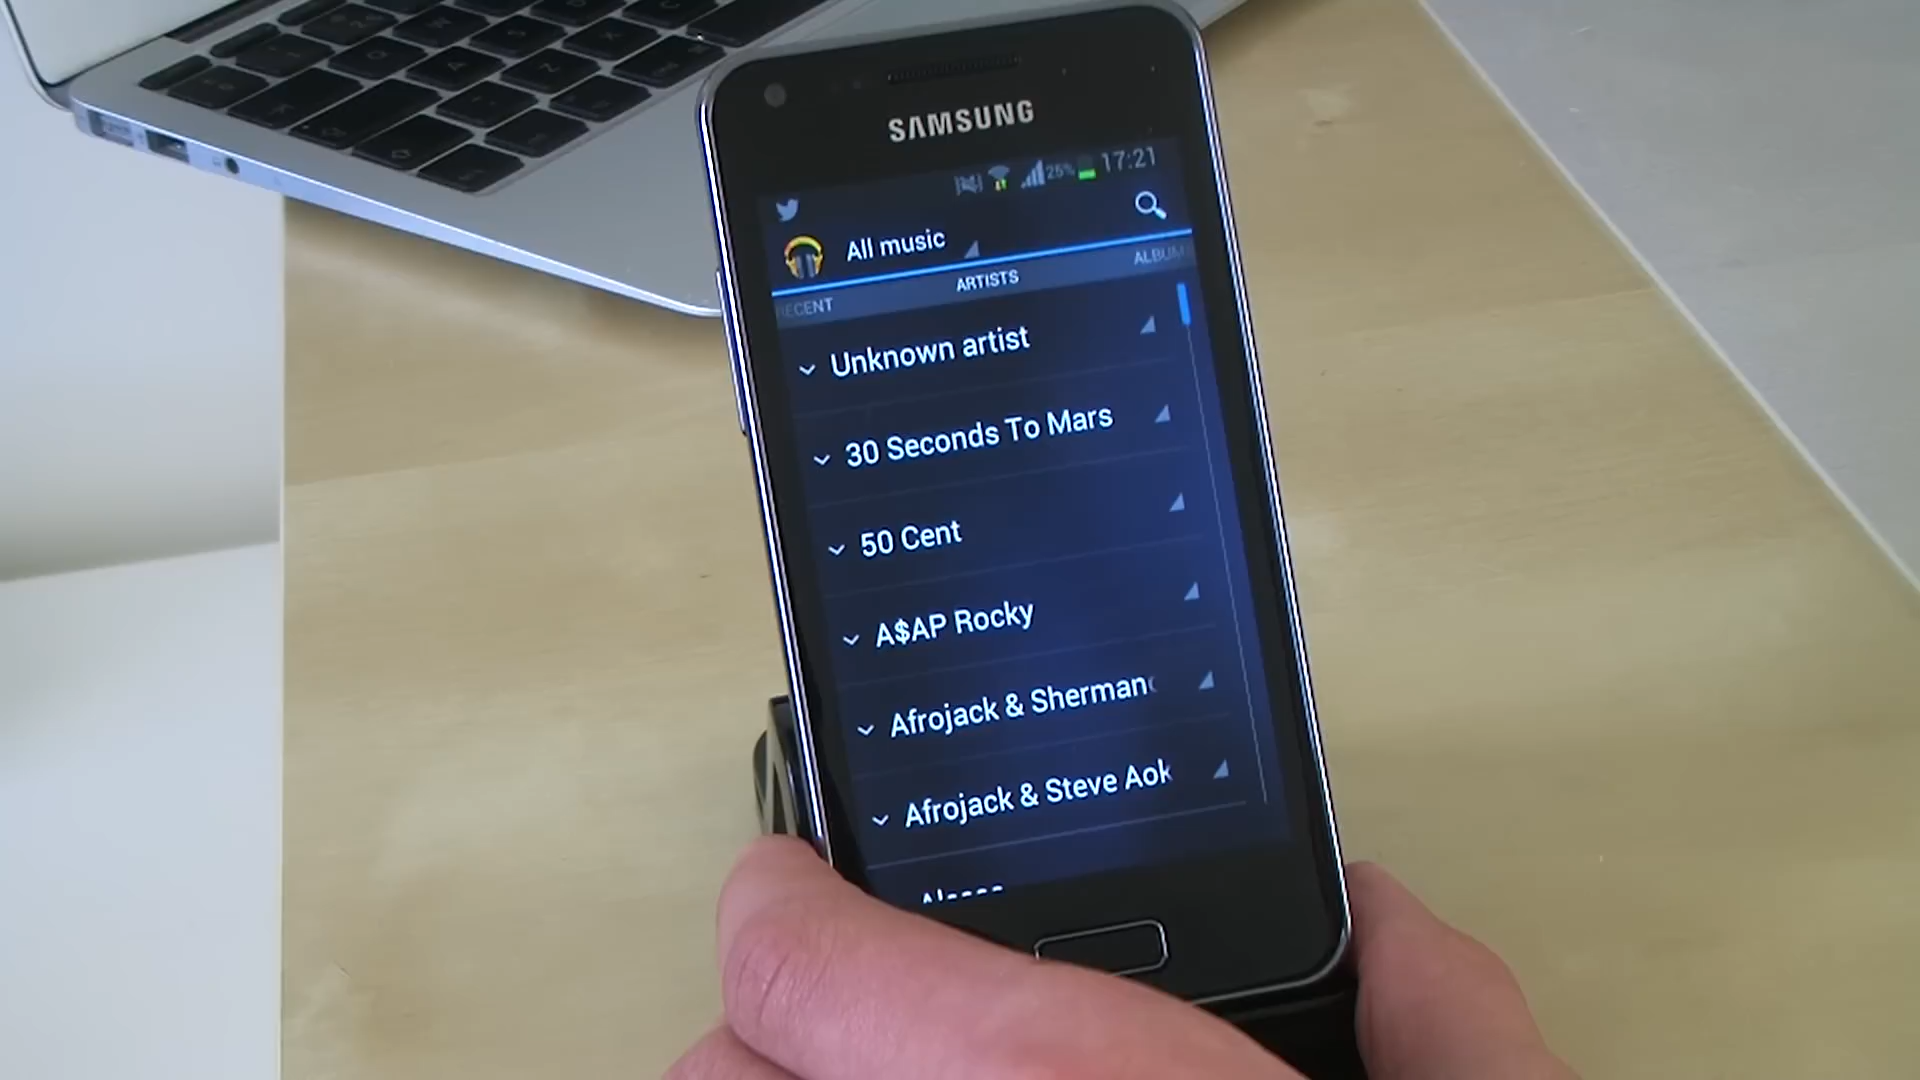 SAMSUNG
25% 17:21
All music
RECENT ARTISTS ALBUM
Unknown artist
30 Seconds To Mars
50 Cent
A$AP Rocky
Afrojack & Sherman
Afrojack & Steve Aok